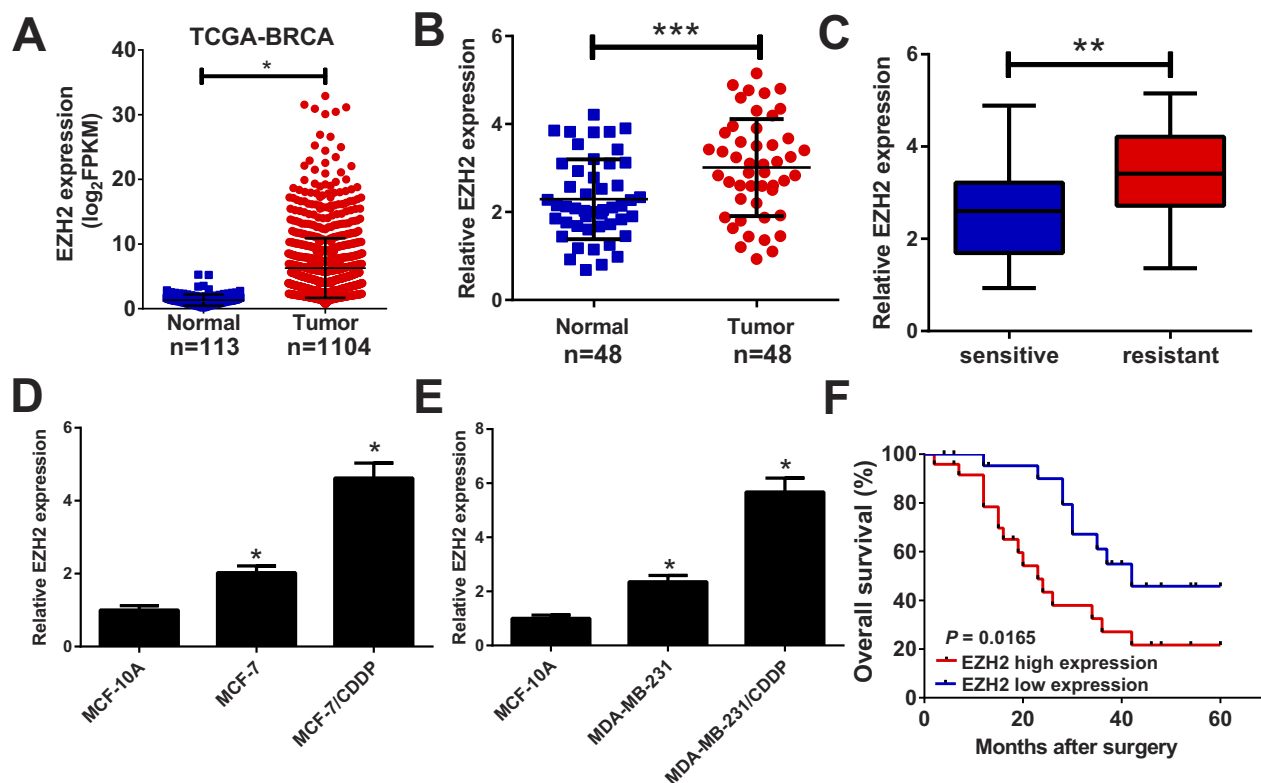 A
TCGA-BRCA
EZH2 expression
(log2FPKM)
40
30
20
10
0
*
Normal
n=113
Tumor
n=1104
B
Relative EZH2 expression
6
4
2
0
***
Normal
n=48
Tumor
n=48
C
Relative EZH2 expression
6
4
2
0
**
sensitive
resistant
D
Relative EZH2 expression
6
4
2
0
*
*
MCF-10A
MCF-7
MCF-7/CDDP
E
Relative EZH2 expression
8
6
4
2
0
*
*
MCF-10A
MDA-MB-231
MDA-MB-231/CDDP
F
Overall survival (%)
100
80
60
40
20
0
P = 0.0165
EZH2 high expression
EZH2 low expression
0
20
40
60
Months after surgery